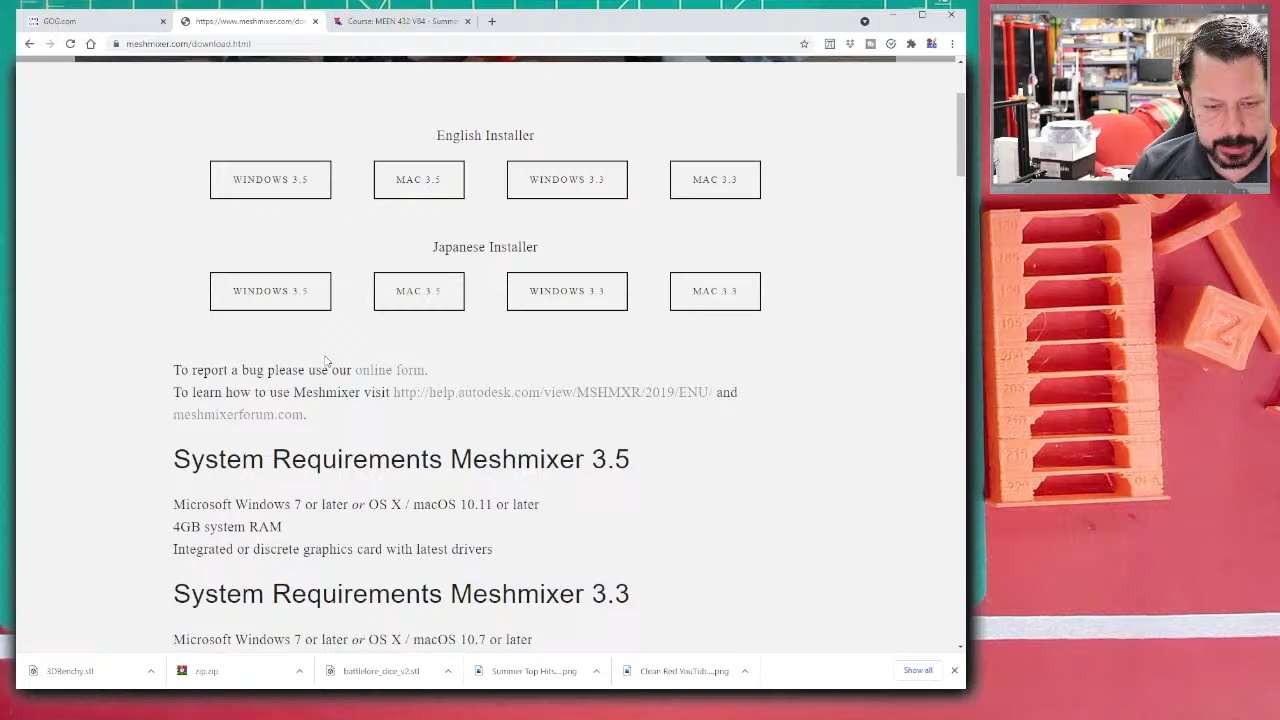 GOG.com
https://www.meshmixer.com/do
Course: MEEN 432 V84 - Summe
meshmixer.com/download.html
English Installer
WINDOWS 3.5
MAC 3.5
WINDOWS 3.3
MAC 3.3
Japanese Installer
WINDOWS 3.5
MAC 3.5
WINDOWS 3.3
MAC 3.3
To report a bug please use our online form.
To learn how to use Meshmixer visit http://help.autodesk.com/view/MSHMXR/2019/ENU/ and
meshmixerforum.com.
System Requirements Meshmixer 3.5
Microsoft Windows 7 or later or OS X / macOS 10.11 or later
4GB system RAM
Integrated or discrete graphics card with latest drivers
System Requirements Meshmixer 3.3
Microsoft Windows 7 or later or OS X / macOS 10.7 or later
3DBenchy.stl
zip.zip
battlelore_dice_v2.stl
Summer Top Hits....png
Clean Red YouTub....png
Show all
Z